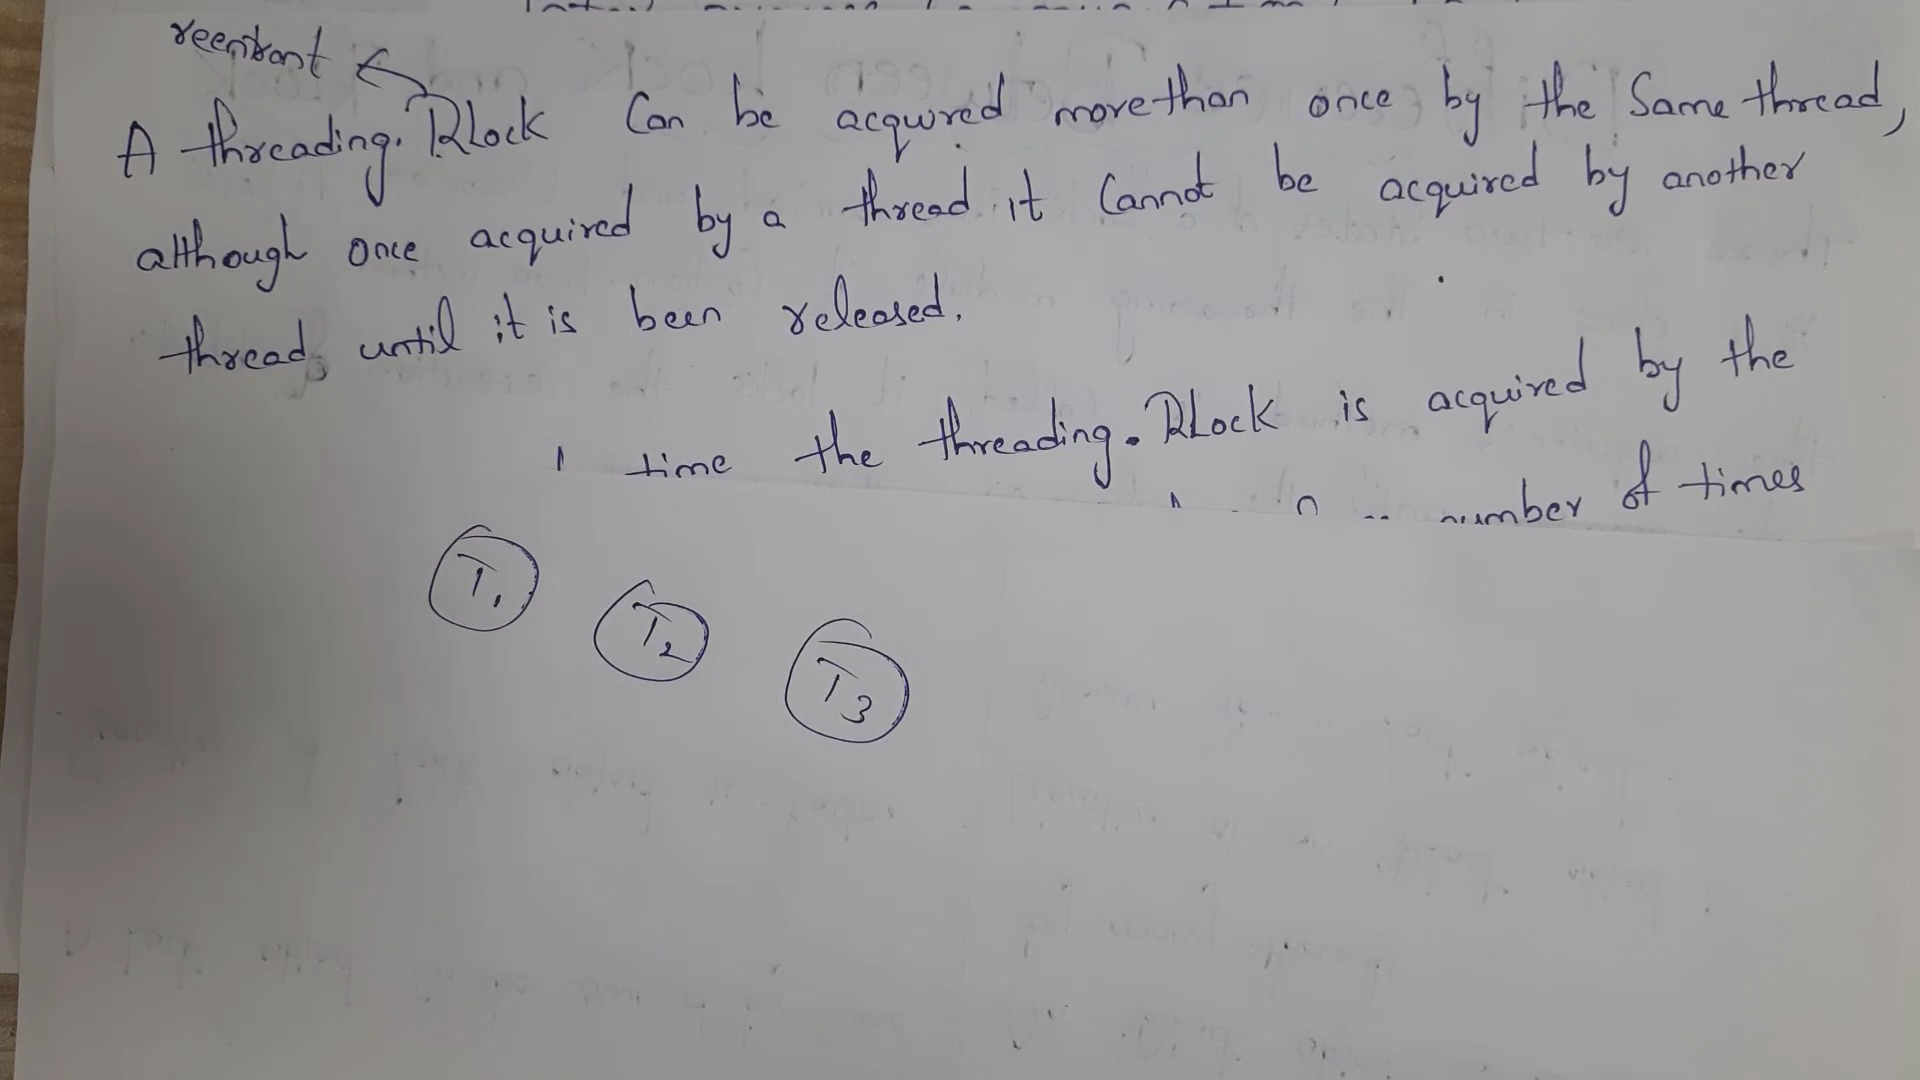 reentrant
A threading. RLock Can be acquired more than once by the Same thread,
although once acquired by a thread it Cannot be acquired by another
thread, until it is been released.
time the threading. RLock is acquired by the
number of times
T1
T2
T3